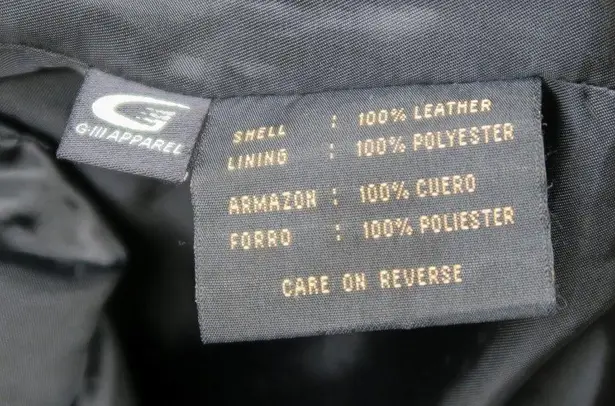 G-III APPAREL
SHELL : 100% LEATHER
LINING : 100% POLYESTER
ARMAZON : 100% CUERO
FORRO : 100% POLIESTER
CARE ON REVERSE